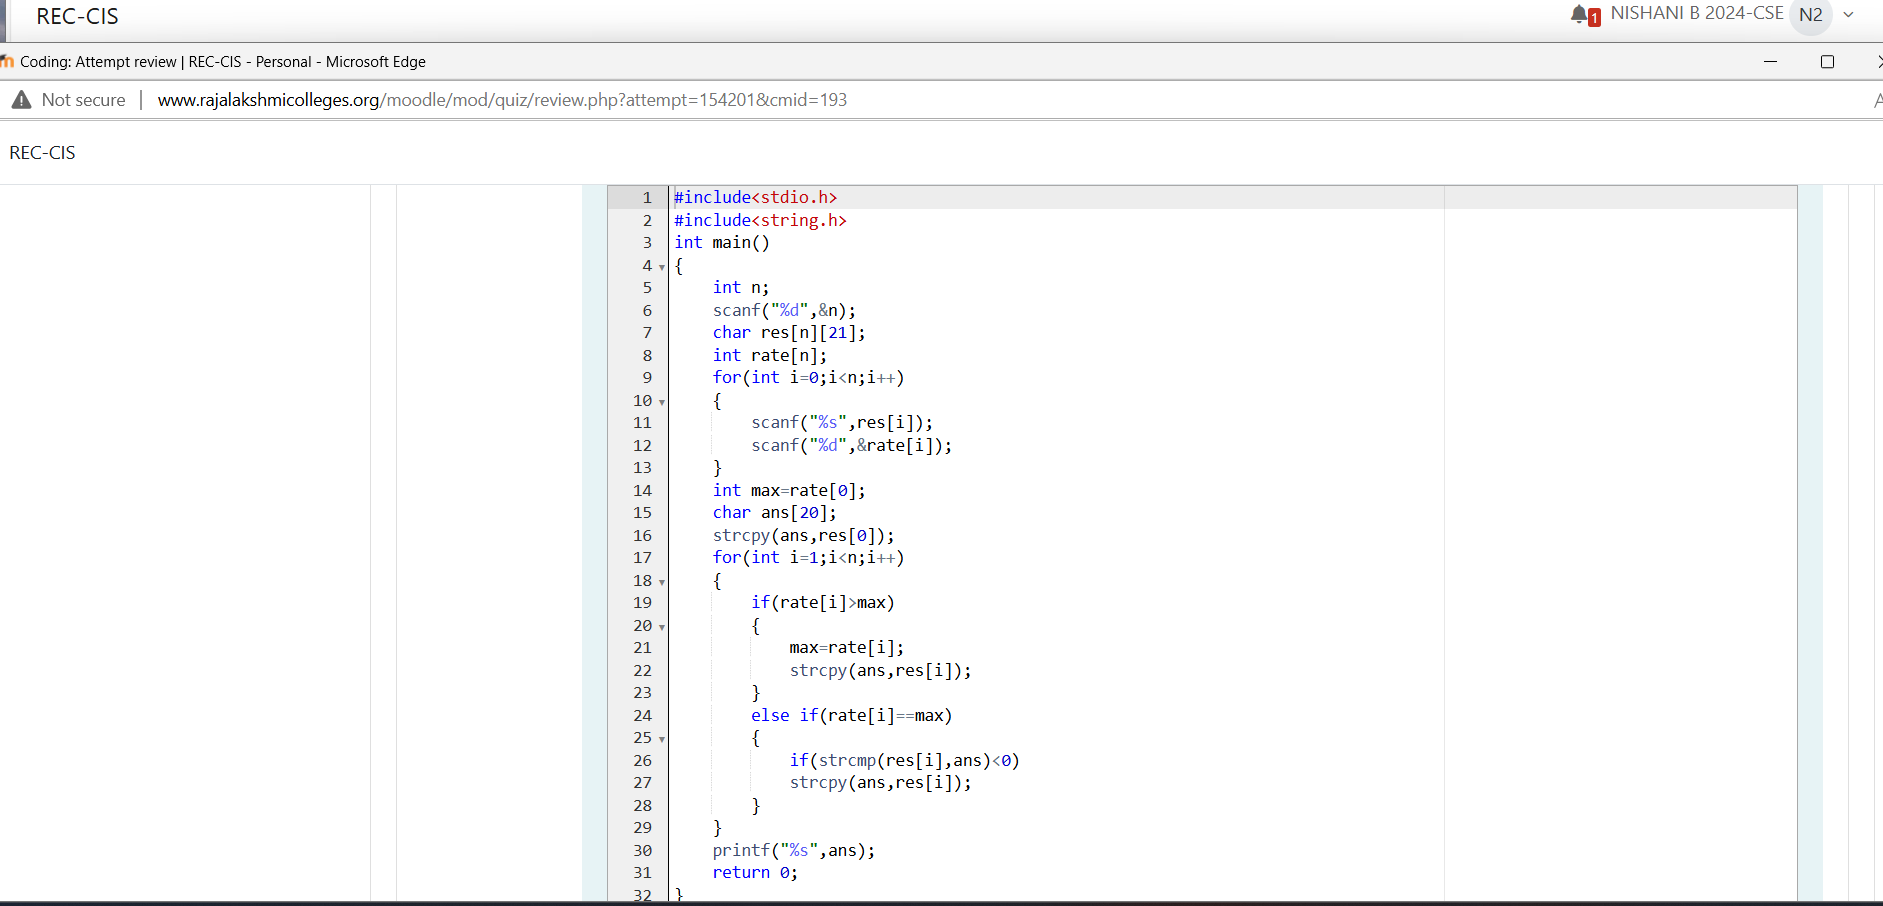 REC-CIS
1 NISHANI B 2024-CSE N2
Coding: Attempt review | REC-CIS - Personal - Microsoft Edge
Not secure | www.rajalakshmicolleges.org/moodle/mod/quiz/review.php?attempt=154201&cmid=193
REC-CIS
1 #include<stdio.h>
2 #include<string.h>
3 int main()
4 {
5     int n;
6     scanf("%d",&n);
7     char res[n][21];
8     int rate[n];
9     for(int i=0;i<n;i++)
10     {
11         scanf("%s",res[i]);
12         scanf("%d",&rate[i]);
13     }
14     int max=rate[0];
15     char ans[20];
16     strcpy(ans,res[0]);
17     for(int i=1;i<n;i++)
18     {
19         if(rate[i]>max)
20         {
21             max=rate[i];
22             strcpy(ans,res[i]);
23         }
24         else if(rate[i]==max)
25         {
26             if(strcmp(res[i],ans)<0)
27             strcpy(ans,res[i]);
28         }
29     }
30     printf("%s",ans);
31     return 0;
32 }